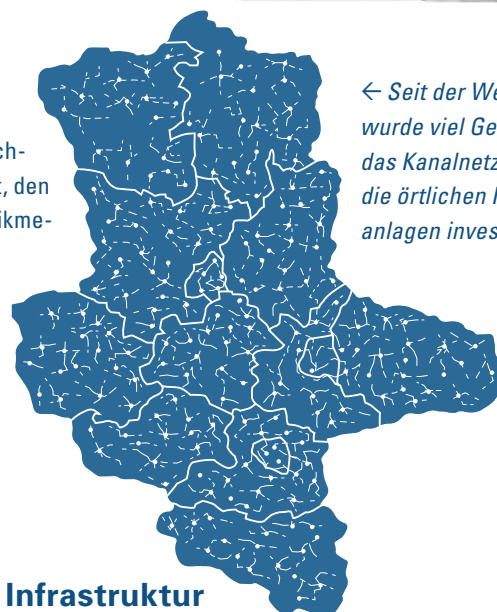 ch-
, den
ikme-
← Seit der We
wurde viel Ge
das Kanalnetz
die örtlichen
anlagen inves
Infrastruktur